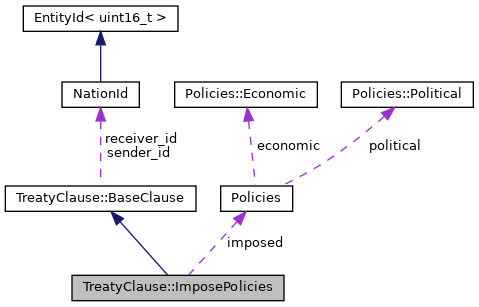 EntityId< uint16_t >
NationId
Policies::Economic
Policies::Political
receiver_id
sender_id
economic
political
TreatyClause::BaseClause
Policies
imposed
TreatyClause::ImposePolicies